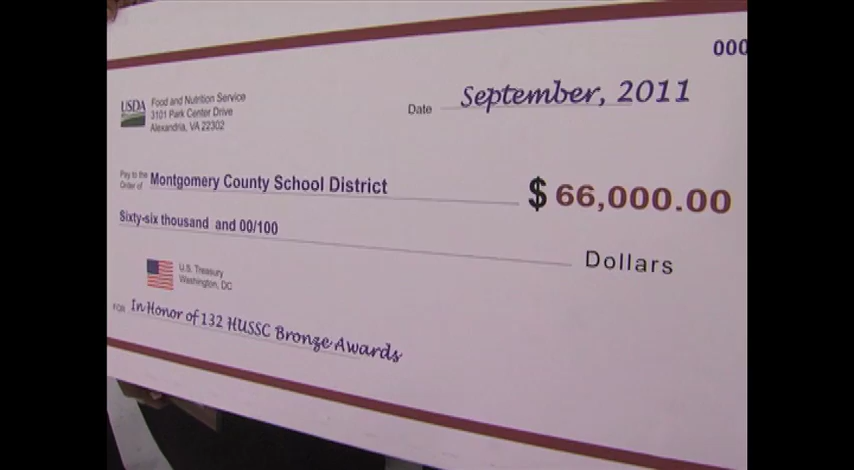 000
USDA
Food and Nutrition Service
3101 Park Center Drive
Alexandria, VA 22302
Date September, 2011
Pay to the
Order of Montgomery County School District $ 66,000.00
Sixty-six thousand and 00/100 Dollars
U.S. Treasury
Washington, DC
FOR In Honor of 132 HUSSC Bronze Awards